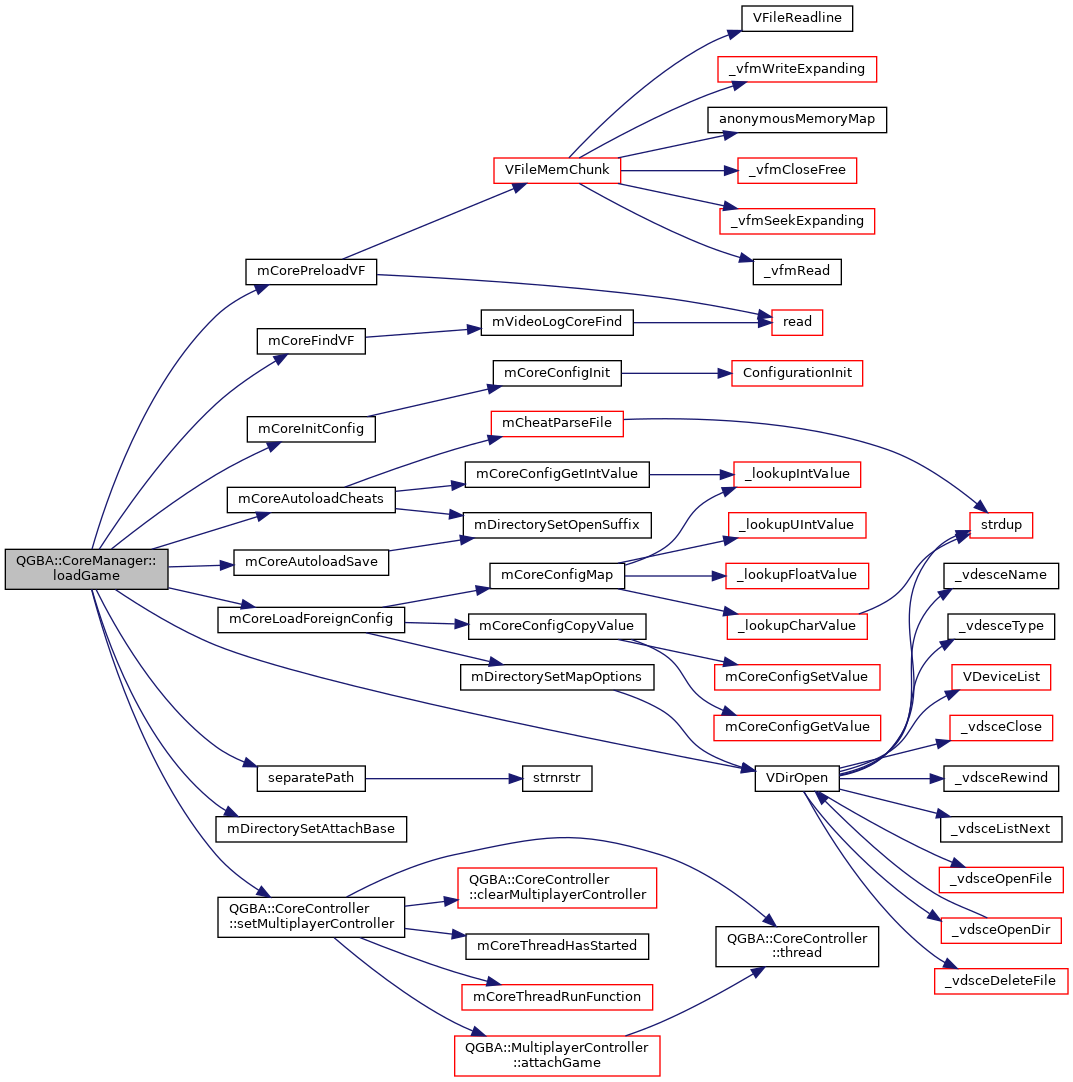 VFileReadline
_vfmWriteExpanding
anonymousMemoryMap
VFileMemChunk
_vfmCloseFree
_vfmSeekExpanding
mCorePreloadVF
_vfmRead
mVideoLogCoreFind
read
mCoreFindVF
mCoreConfigInit
ConfigurationInit
mCoreInitConfig
mCheatParseFile
mCoreAutoloadCheats
mCoreConfigGetIntValue
_lookupIntValue
mDirectorySetOpenSuffix
_lookupUIntValue
strdup
QGBA::CoreManager::
loadGame
mCoreAutoloadSave
mCoreConfigMap
_lookupFloatValue
_vdesceName
mCoreLoadForeignConfig
mCoreConfigCopyValue
_lookupCharValue
_vdesceType
mDirectorySetMapOptions
mCoreConfigSetValue
VDeviceList
mCoreConfigGetValue
_vdsceClose
separatePath
strnrstr
VDirOpen
_vdsceRewind
mDirectorySetAttachBase
_vdsceListNext
QGBA::CoreController
::clearMultiplayerController
_vdsceOpenFile
QGBA::CoreController
::setMultiplayerController
_vdsceOpenDir
mCoreThreadHasStarted
QGBA::CoreController
::thread
_vdsceDeleteFile
mCoreThreadRunFunction
QGBA::MultiplayerController
::attachGame